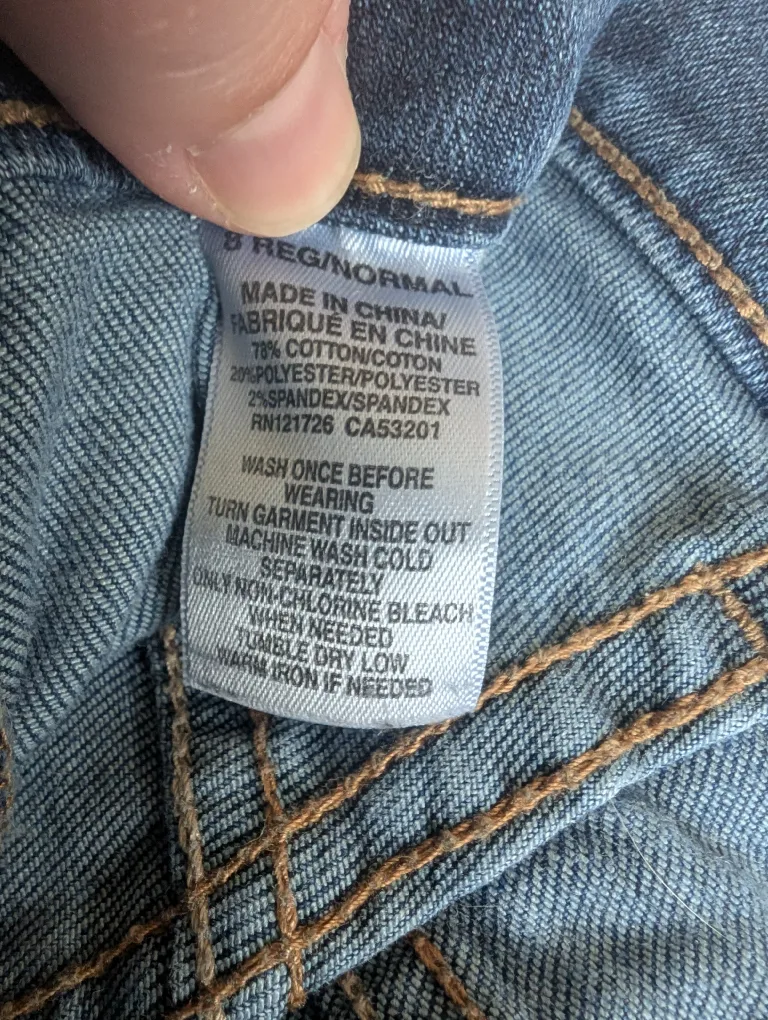 8 REG/NORMAL
MADE IN CHINA/
FABRIQUÉ EN CHINE
78% COTTON/COTON
20%POLYESTER/POLYESTER
2%SPANDEX/SPANDEX
RN121726 CA53201
WASH ONCE BEFORE
WEARING
TURN GARMENT INSIDE OUT
MACHINE WASH COLD
SEPARATELY
ONLY NON-CHLORINE BLEACH
WHEN NEEDED
TUMBLE DRY LOW
WARM IRON IF NEEDED